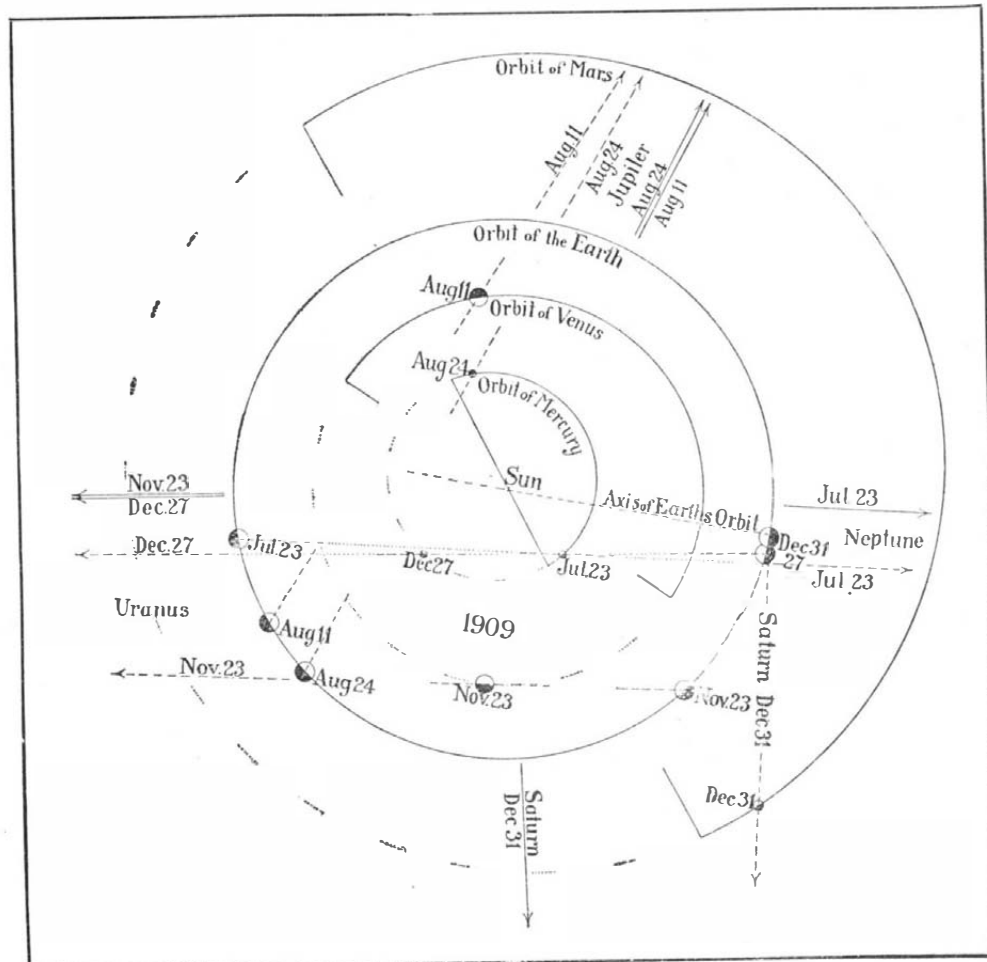 Orbit of Mars
Aug 11
Aug 24
Jupiler
Aug 24
Aug 11
Orbit of the Earth
Aug 11
Orbit of Venus
Aug 24
Orbit of Mercury
Sun
Axis of Earths Orbit
Nov. 23
Dec. 27
Jul. 23
Neptune
Dec. 27
Jul. 23
Dec 27
Jul. 23
Dec 31
27
Jul. 23
Uranus
Aug 11
1909
Nov. 23
Aug 24
Nov. 23
Nov. 23
Saturn Dec 31
Dec 31
Saturn
Dec 31